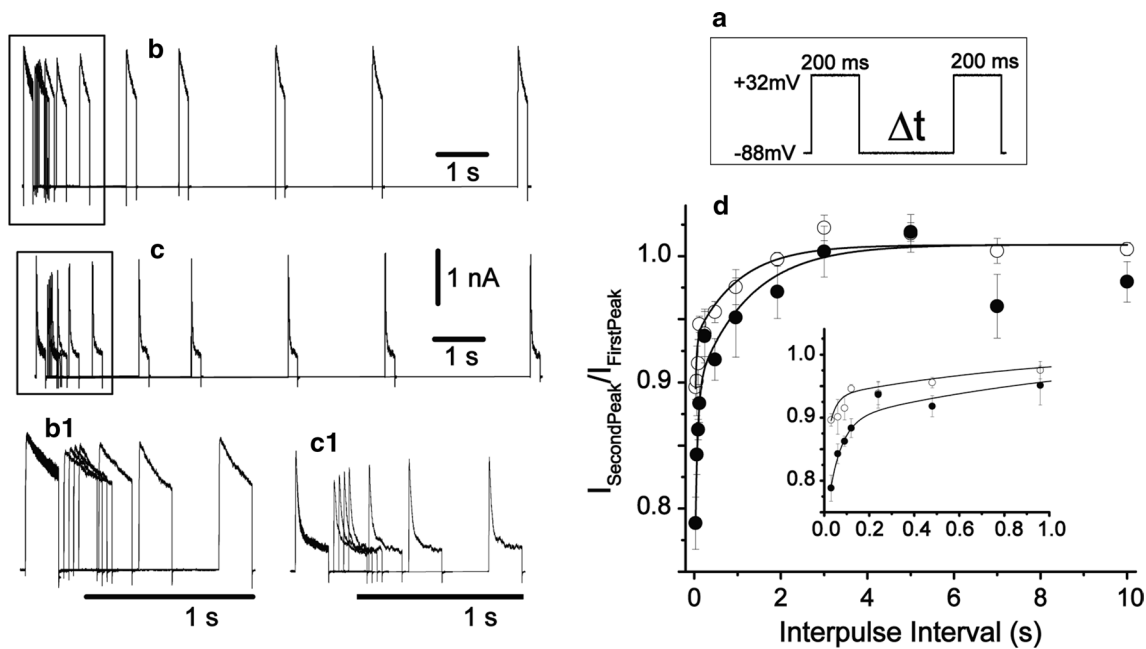 a
200 ms 200 ms
+32mV
Δt
-88mV
b
1 s
c
1 nA
1 s
b1
1 s
c1
1 s
d
I SecondPeak/I FirstPeak
1.0
0.9
0.8
0 2 4 6 8 10
Interpulse Interval (s)
1.0
0.9
0.8
0.0 0.2 0.4 0.6 0.8 1.0